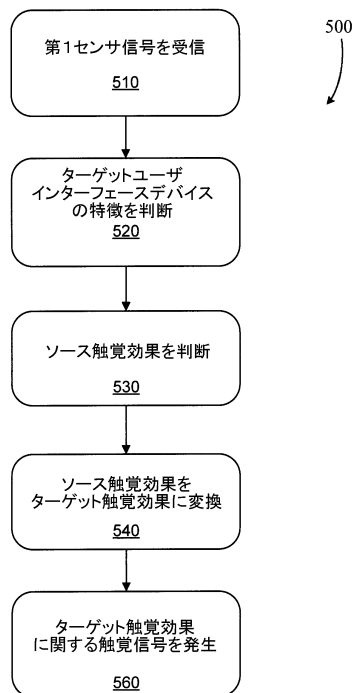 500
第1センサ信号を受信
510
ターゲットユーザ
インターフェースデバイス
の特徴を判断
520
ソース触覚効果を判断
530
ソース触覚効果を
ターゲット触覚効果に変換
540
ターゲット触覚効果
に関する触覚信号を発生
560